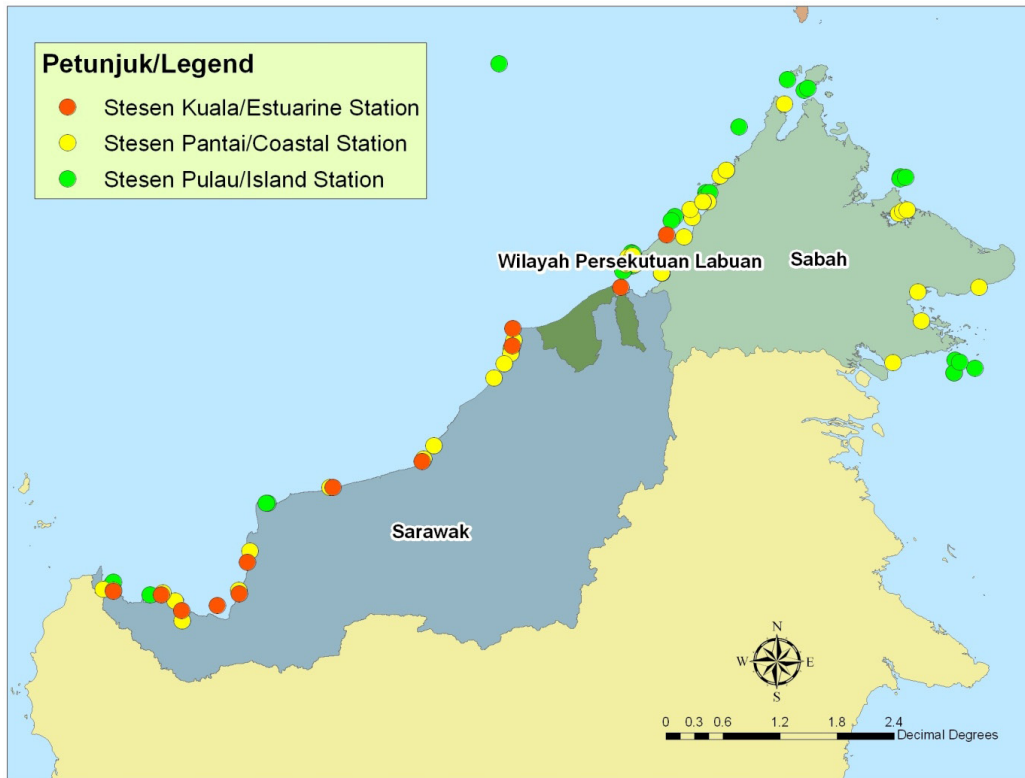 Petunjuk/Legend
Stesen Kuala/Estuarine Station
Stesen Pantai/Coastal Station
Stesen Pulau/Island Station
Wilayah Persekutuan Labuan
Sabah
Sarawak
N
W E
S
0 0.3 0.6 1.2 1.8 2.4
Decimal Degrees